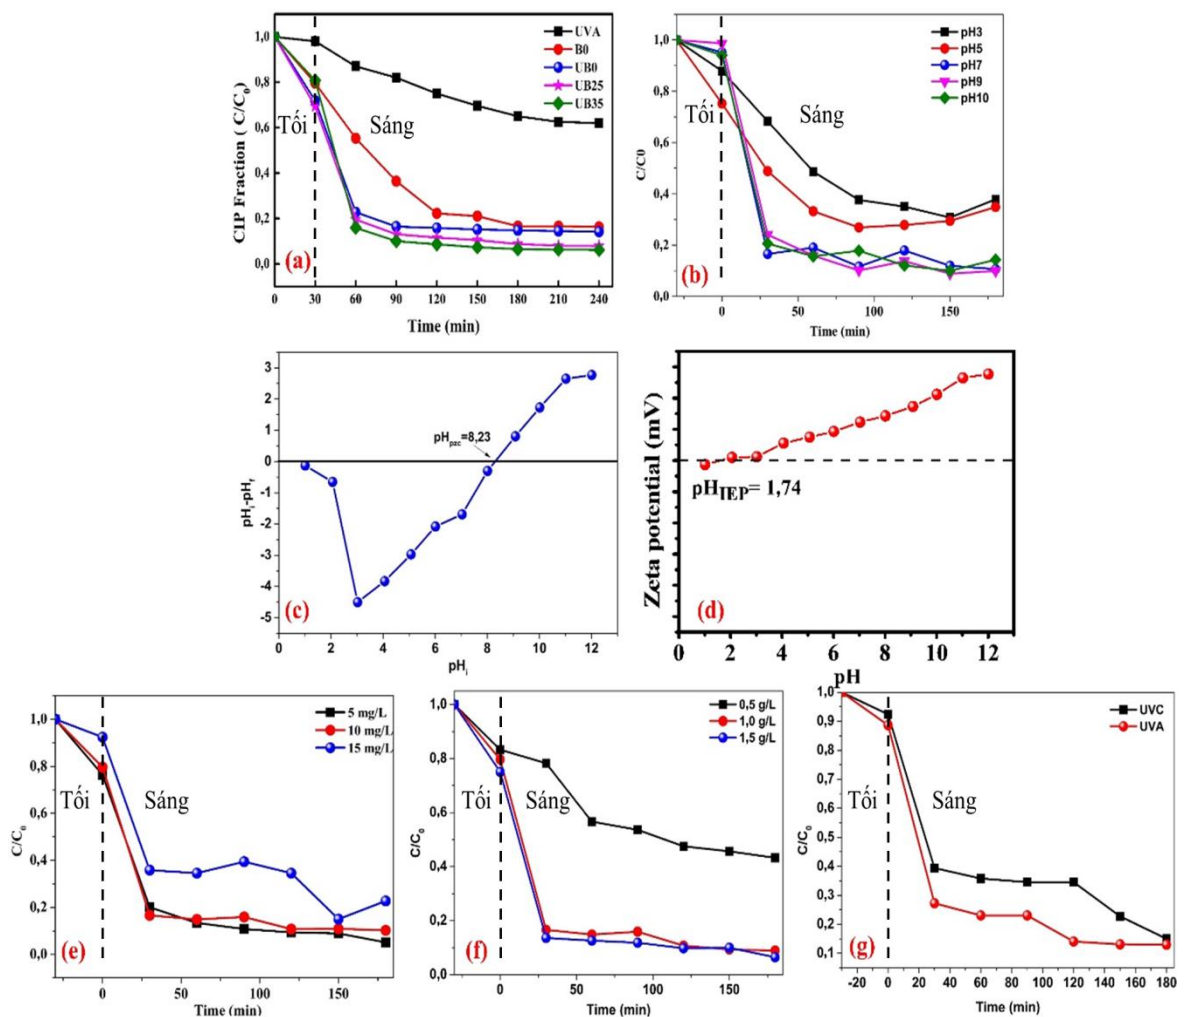 1,0
0,8
0,6
0,4
0,2
0,0
CIP Fraction ( C/C0)
UVA
B0
UB0
UB25
UB35
Tối
Sáng
(a)
0 30 60 90 120 150 180 210 240
Time (min)
1,0
0,8
0,6
0,4
0,2
0,0
C/C0
pH3
pH5
pH7
pH9
pH10
Tối
Sáng
(b)
0 50 100 150
Time (min)
3
2
1
0
-1
-2
-3
-4
-5
pHi-pHf
pHpzc=8,23
(c)
0 2 4 6 8 10 12
pHi
Zeta potential (mV)
pHIEP= 1,74
(d)
0 2 4 6 8 10 12
pH
1,0
0,8
0,6
0,4
0,2
0,0
C/C0
5 mg/L
10 mg/L
15 mg/L
Tối
Sáng
(e)
0 50 100 150
Time (min)
1,0
0,8
0,6
0,4
0,2
0,0
C/C0
0,5 g/L
1,0 g/L
1,5 g/L
Tối
Sáng
(f)
0 50 100 150
Time (min)
1,0
0,9
0,8
0,7
0,6
0,5
0,4
0,3
0,2
0,1
C/C0
UVC
UVA
Tối
Sáng
(g)
-20 0 20 40 60 80 100 120 140 160 180
Time (min)